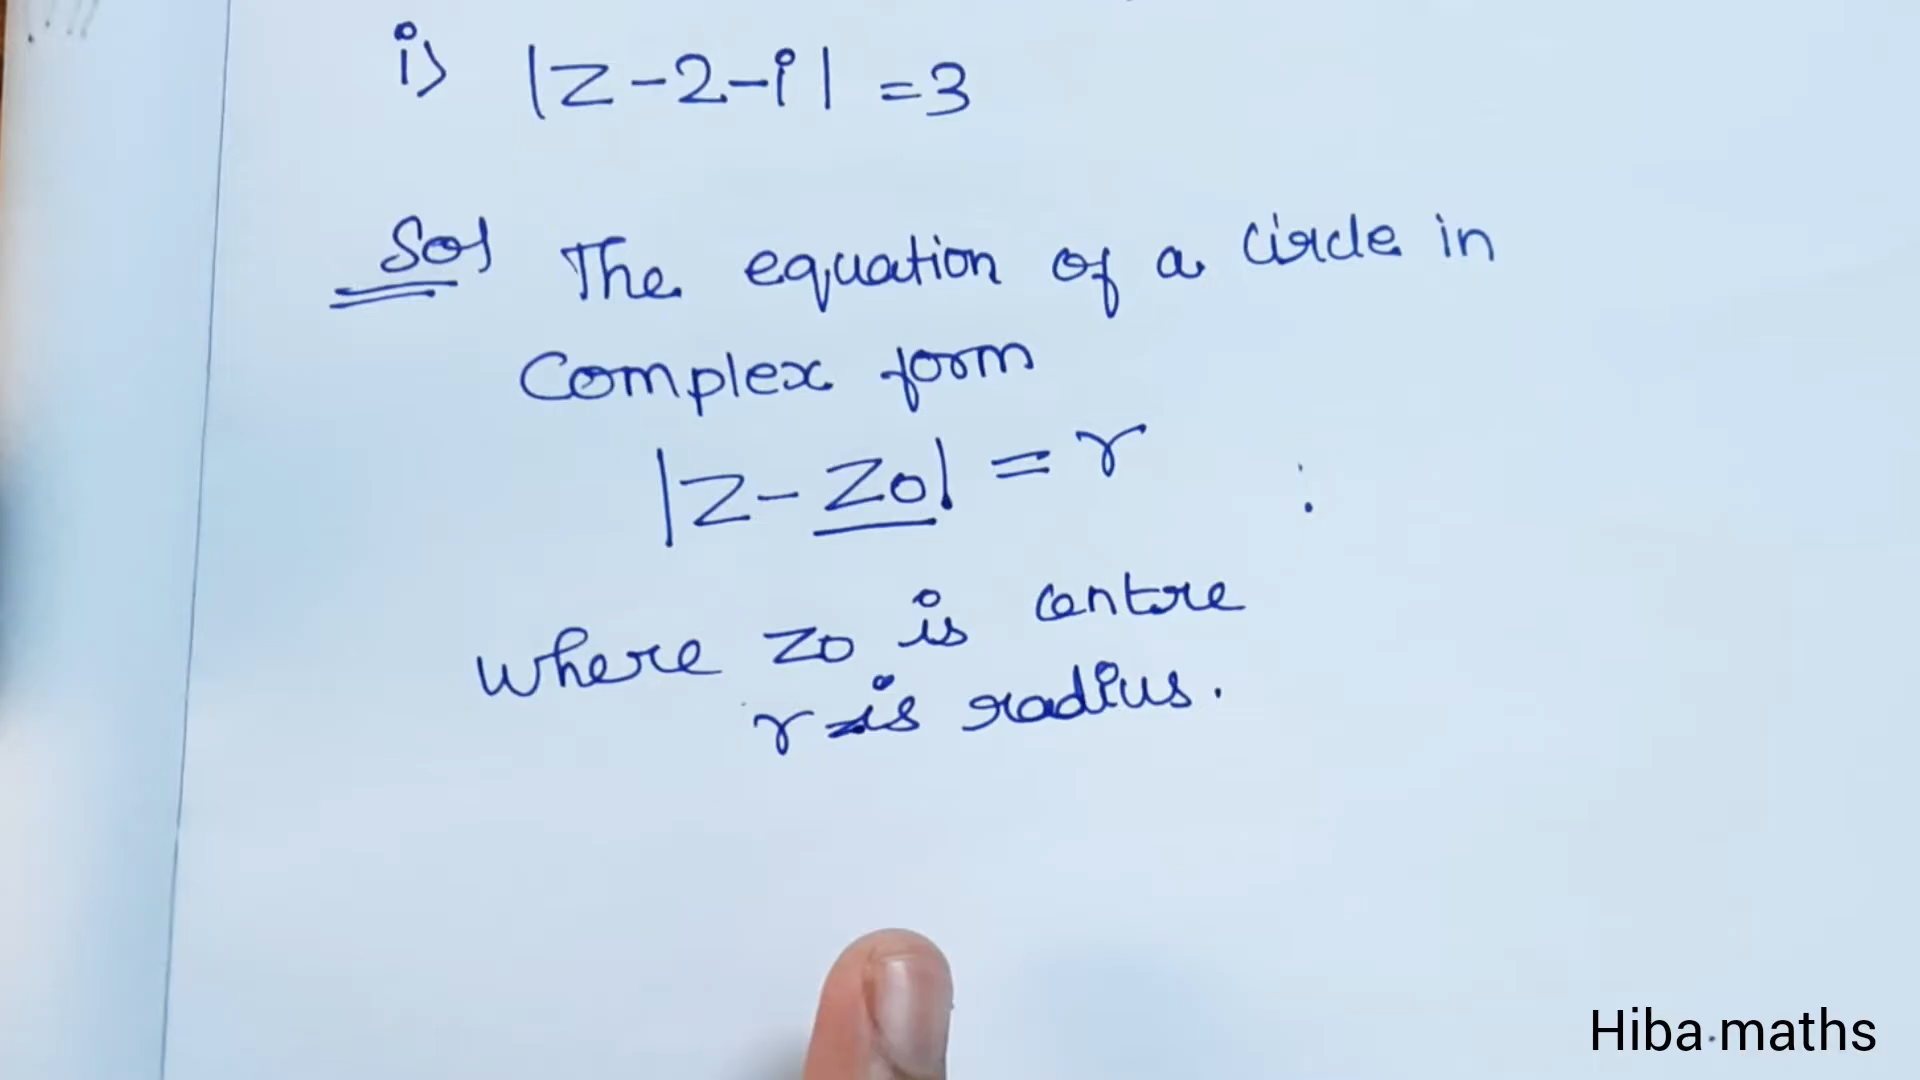 i) |z-2-i| =3
Sol The equation of a circle in
Complex form
|z-zo| = r
where zo is centre
r is radius.
Hiba maths